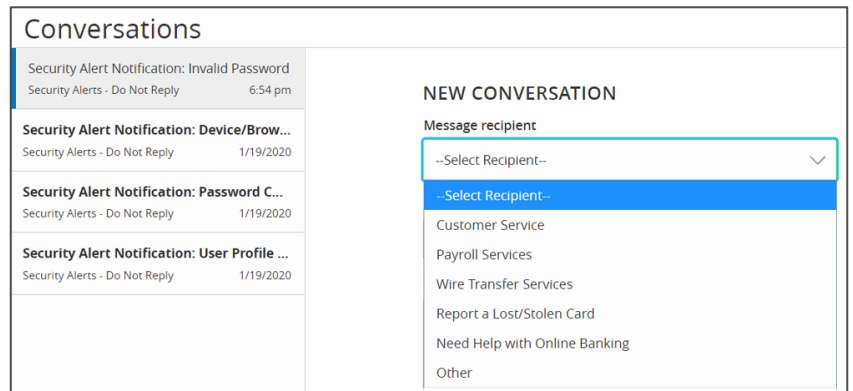 Conversations
Security Alert Notification: Invalid Password
Security Alerts - Do Not Reply 6:54 pm
Security Alert Notification: Device/Brow...
Security Alerts - Do Not Reply 1/19/2020
Security Alert Notification: Password C...
Security Alerts - Do Not Reply 1/19/2020
Security Alert Notification: User Profile ...
Security Alerts - Do Not Reply 1/19/2020
NEW CONVERSATION
Message recipient
--Select Recipient--
--Select Recipient--
Customer Service
Payroll Services
Wire Transfer Services
Report a Lost/Stolen Card
Need Help with Online Banking
Other